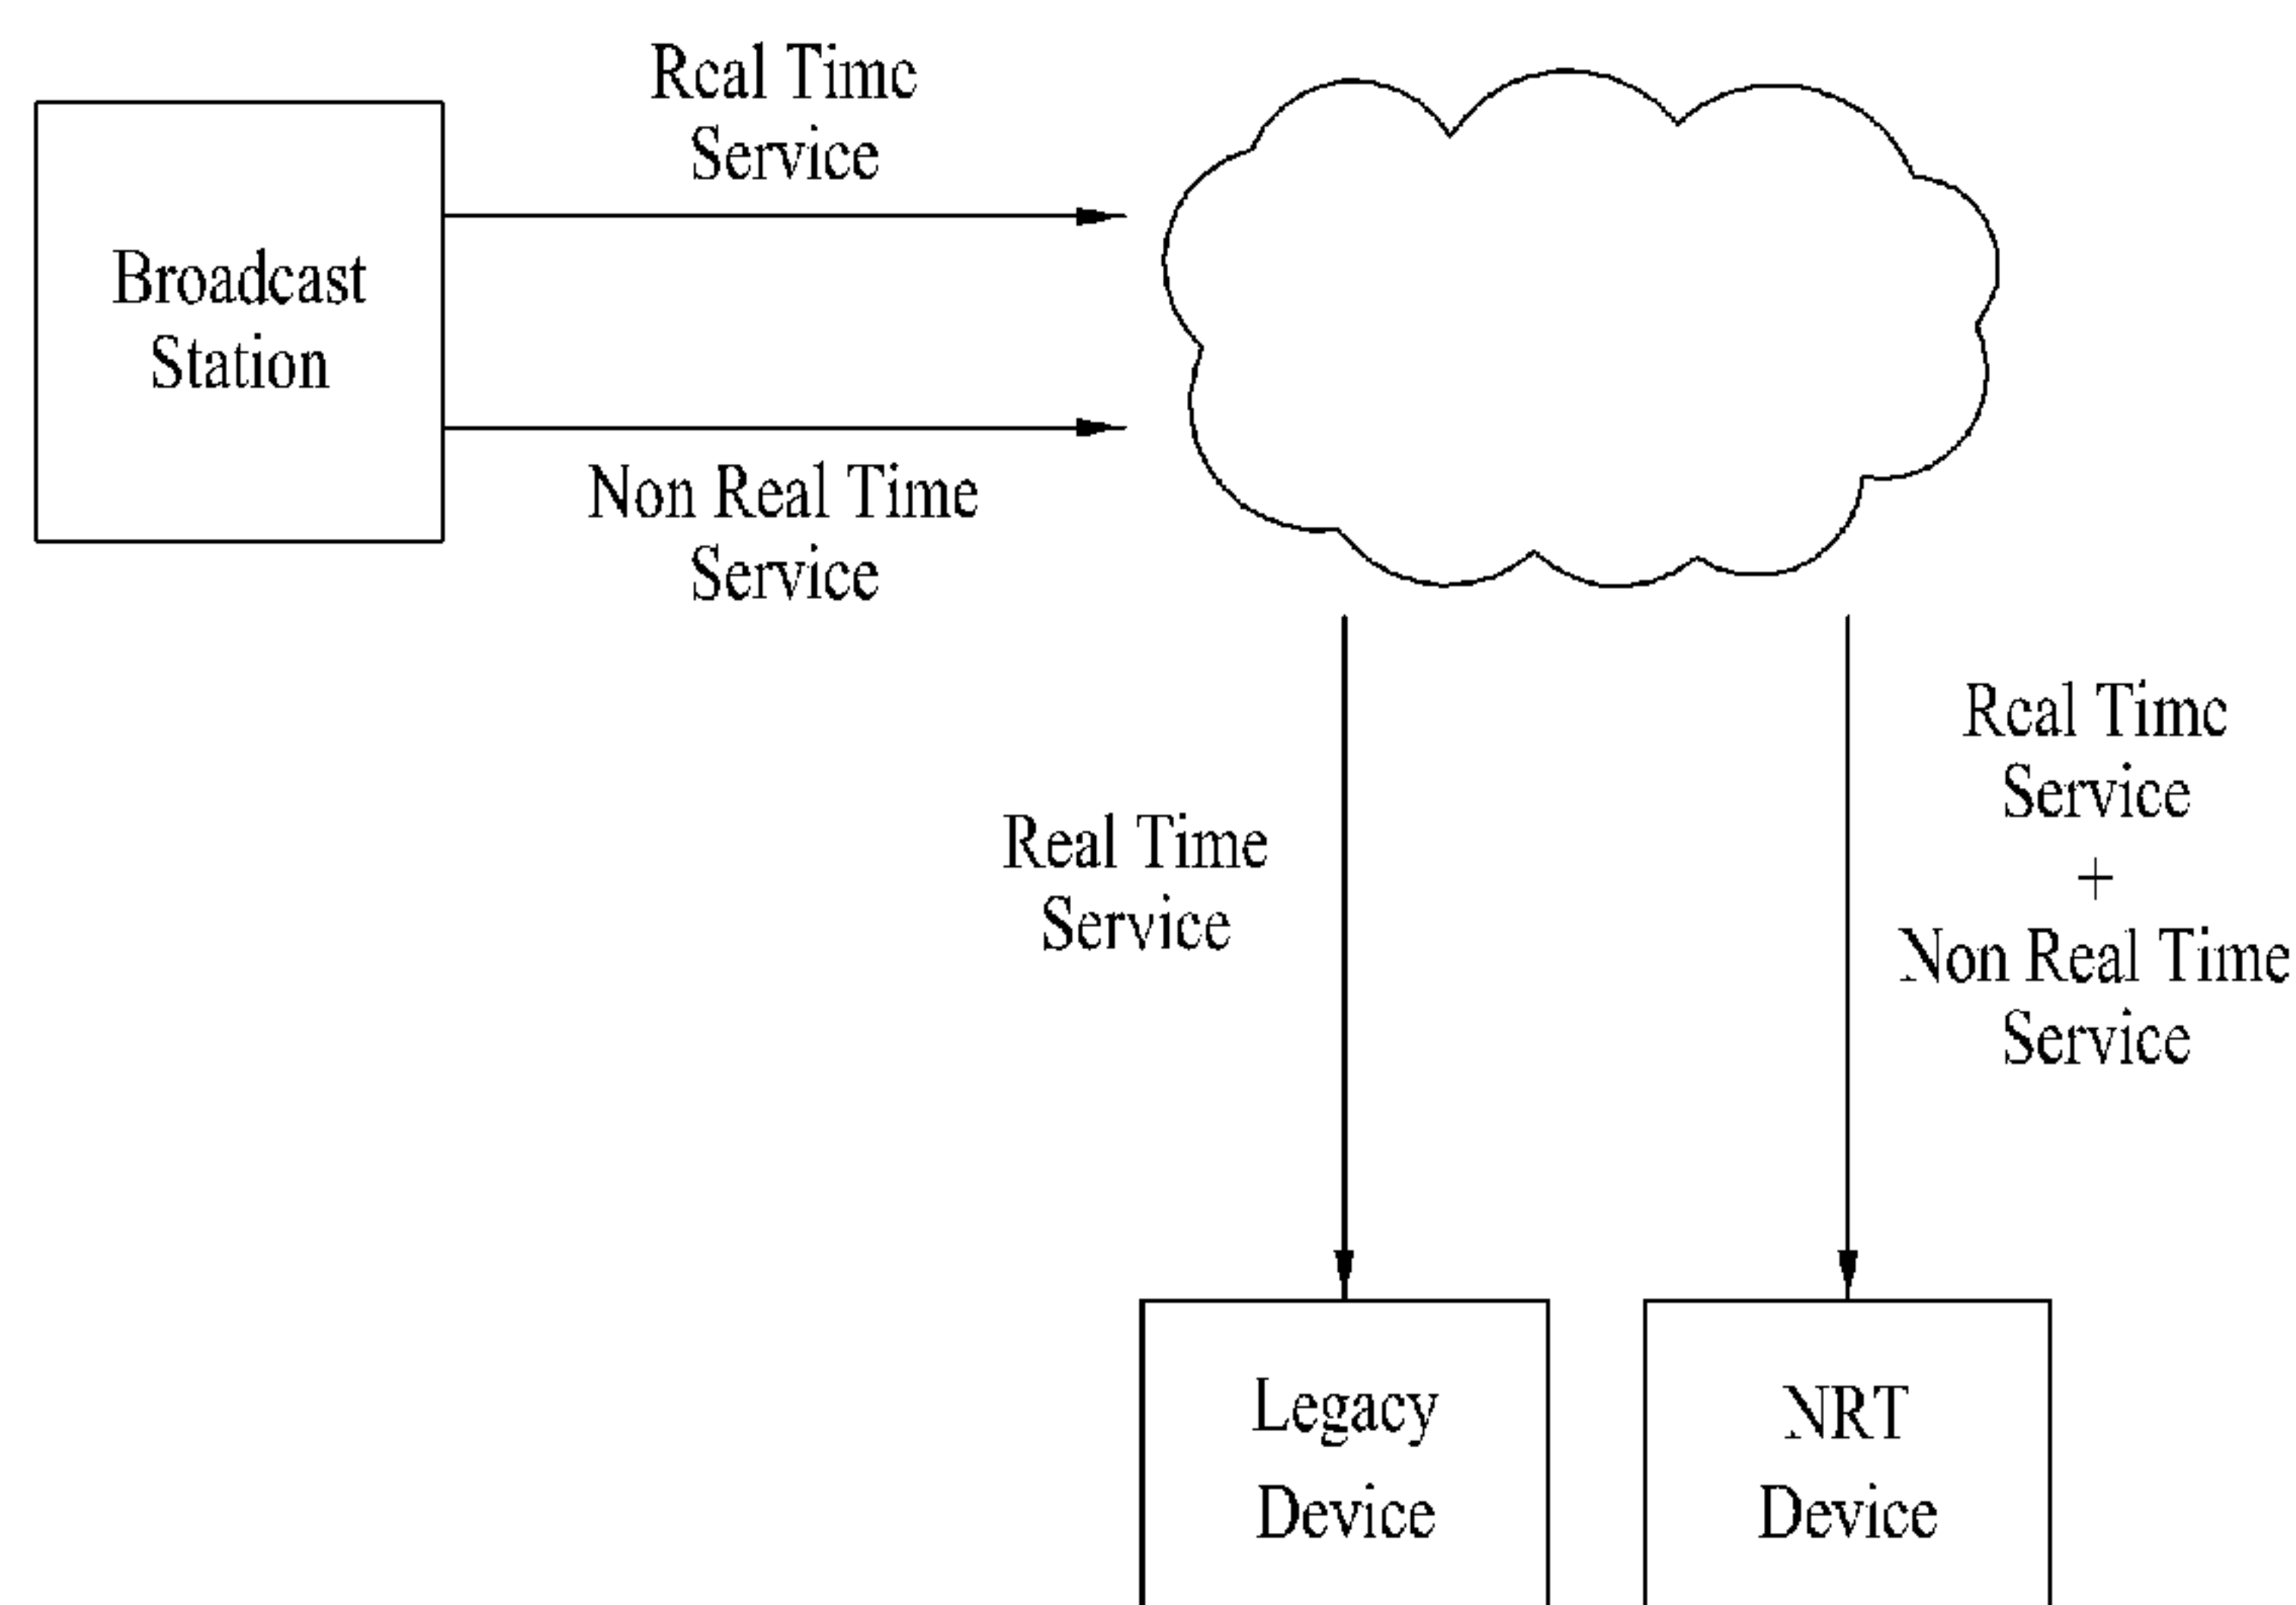 Real Time
Service
Broadcast
Station
Non Real Time
Service
Real Time
Service
Real Time
Service
+
Non Real Time
Service
Legacy
Device
NRT
Device